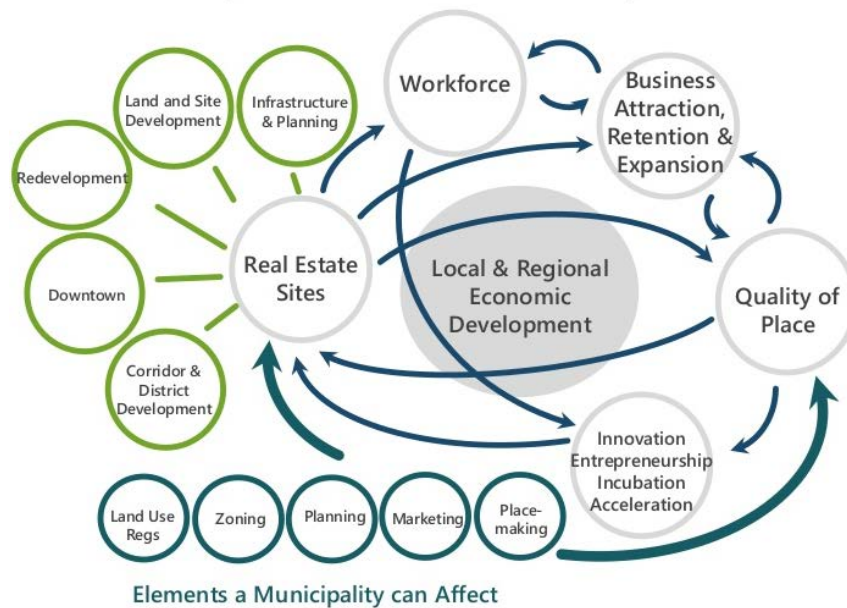 Workforce
Business
Attraction,
Retention &
Expansion
Land and Site
Development
Infrastructure
& Planning
Redevelopment
Real Estate
Sites
Local & Regional
Economic
Development
Quality of
Place
Downtown
Corridor &
District
Development
Innovation
Entrepreneurship
Incubation
Acceleration
Land Use
Regs
Zoning
Planning
Marketing
Place-
making
Elements a Municipality can Affect